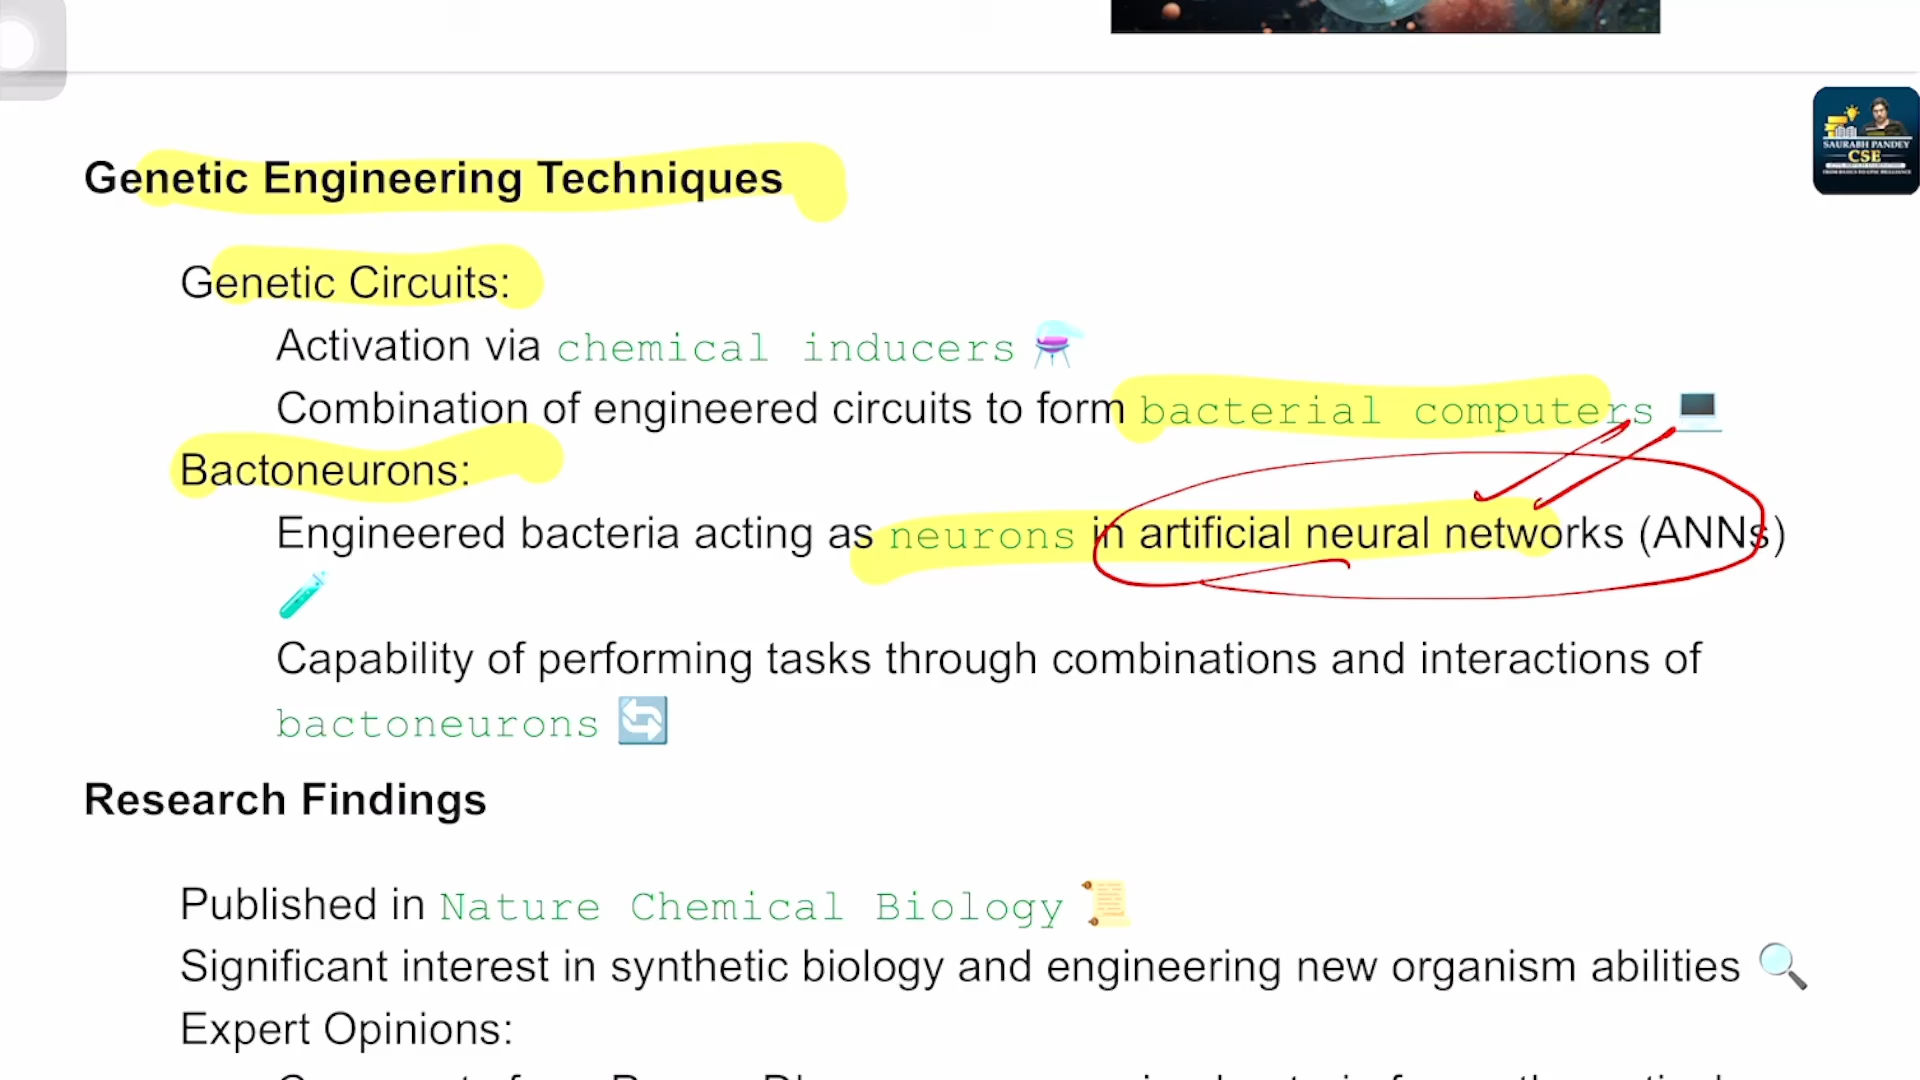 SAURABH PANDEY
CSE
Genetic Engineering Techniques
Genetic Circuits:
Activation via chemical inducers
Combination of engineered circuits to form bacterial computers
Bactoneurons:
Engineered bacteria acting as neurons in artificial neural networks (ANNs)
Capability of performing tasks through combinations and interactions of
bactoneurons
Research Findings
Published in Nature Chemical Biology
Significant interest in synthetic biology and engineering new organism abilities
Expert Opinions: